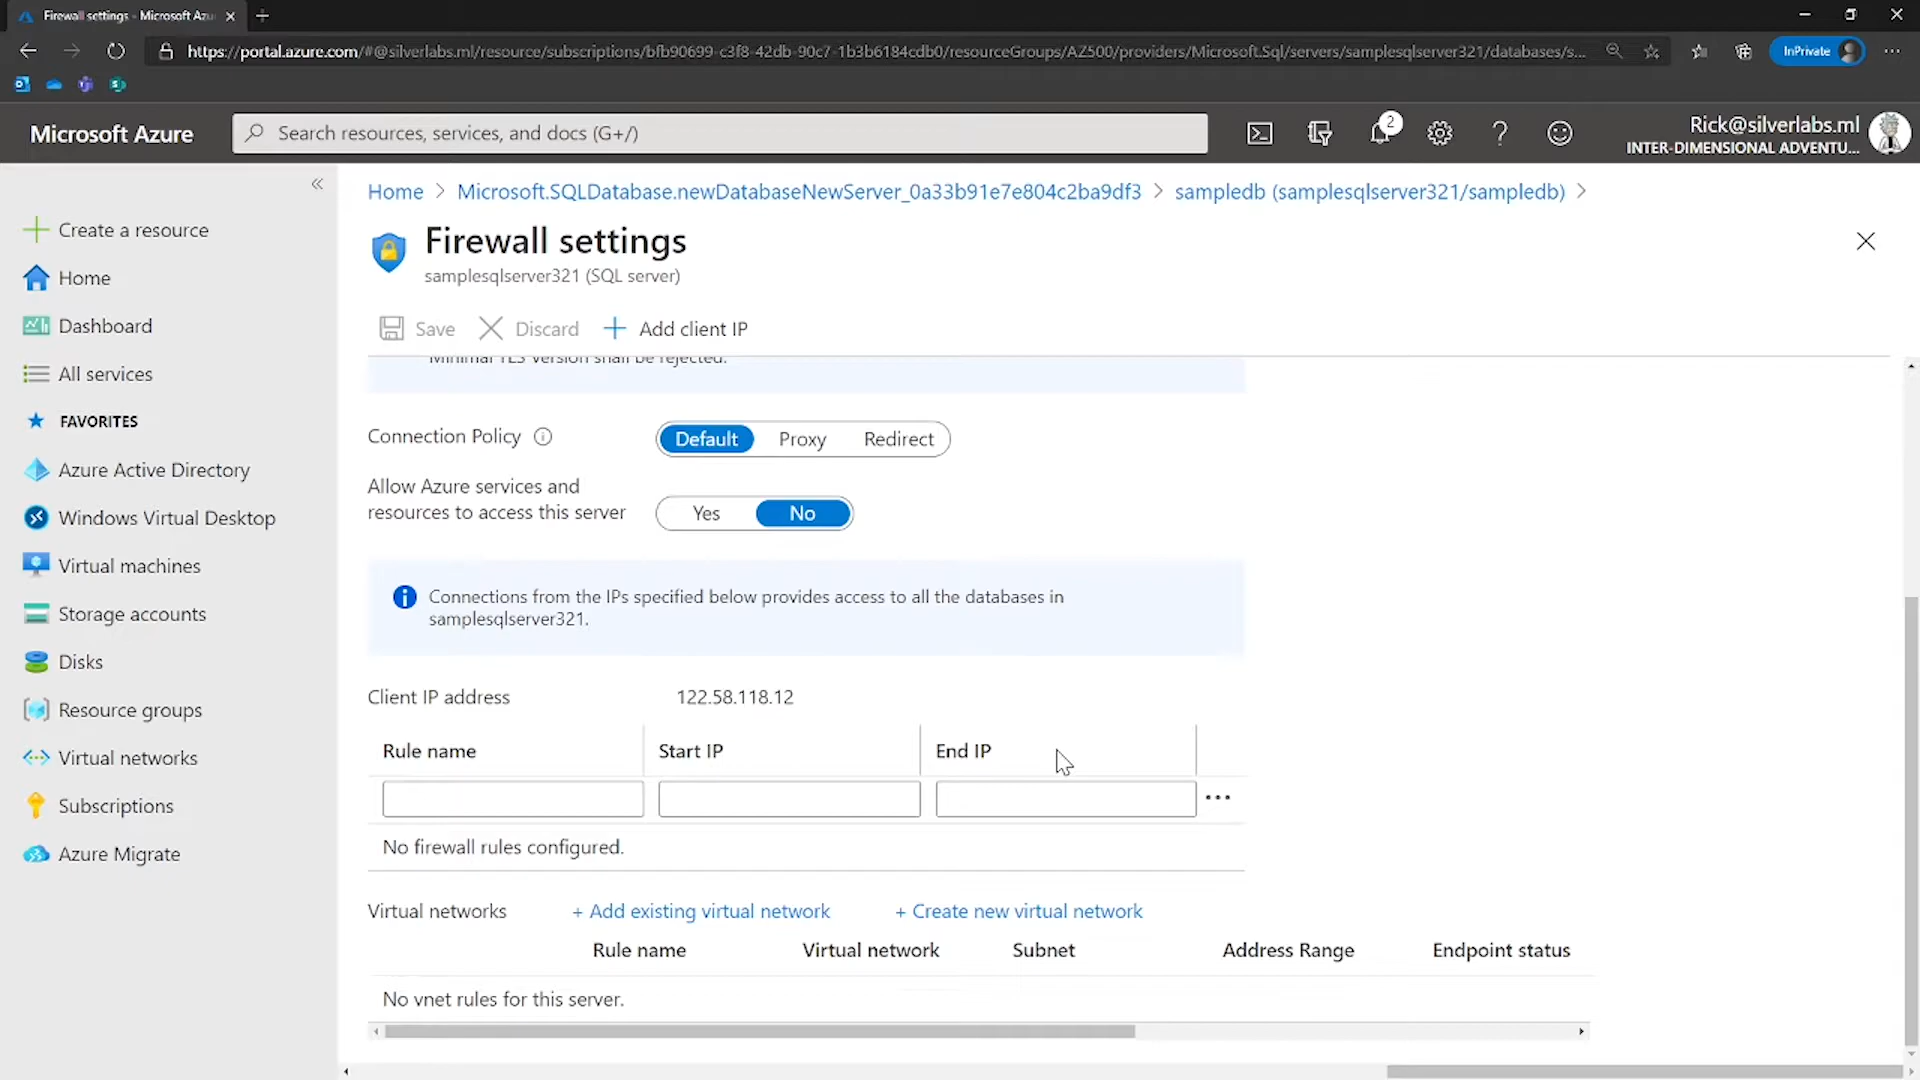 Firewall settings - Microsoft Azu
https://portal.azure.com/#@silverlabs.ml/resource/subscriptions/bfb90699-c3f8-42db-90c7-1b3b6184cdb0/resourceGroups/AZ500/providers/Microsoft.Sql/servers/samplesqlserver321/databases/s...
InPrivate
Microsoft Azure
Search resources, services, and docs (G+/)
2
Rick@silverlabs.ml
INTER-DIMENSIONAL ADVENTU...
Home > Microsoft.SQLDatabase.newDatabaseNewServer_0a33b91e7e804c2ba9df3 > sampledb (samplesqlserver321/sampledb) >
Firewall settings
samplesqlserver321 (SQL server)
Save
Discard
Add client IP
Create a resource
Home
Dashboard
All services
FAVORITES
Azure Active Directory
Windows Virtual Desktop
Virtual machines
Storage accounts
Disks
Resource groups
Virtual networks
Subscriptions
Azure Migrate
Minimal TLS Version shall be rejected.
Connection Policy
Default
Proxy
Redirect
Allow Azure services and
resources to access this server
Yes
No
Connections from the IPs specified below provides access to all the databases in
samplesqlserver321.
Client IP address
122.58.118.12
Rule name
Start IP
End IP
No firewall rules configured.
Virtual networks
+ Add existing virtual network
+ Create new virtual network
Rule name
Virtual network
Subnet
Address Range
Endpoint status
No vnet rules for this server.